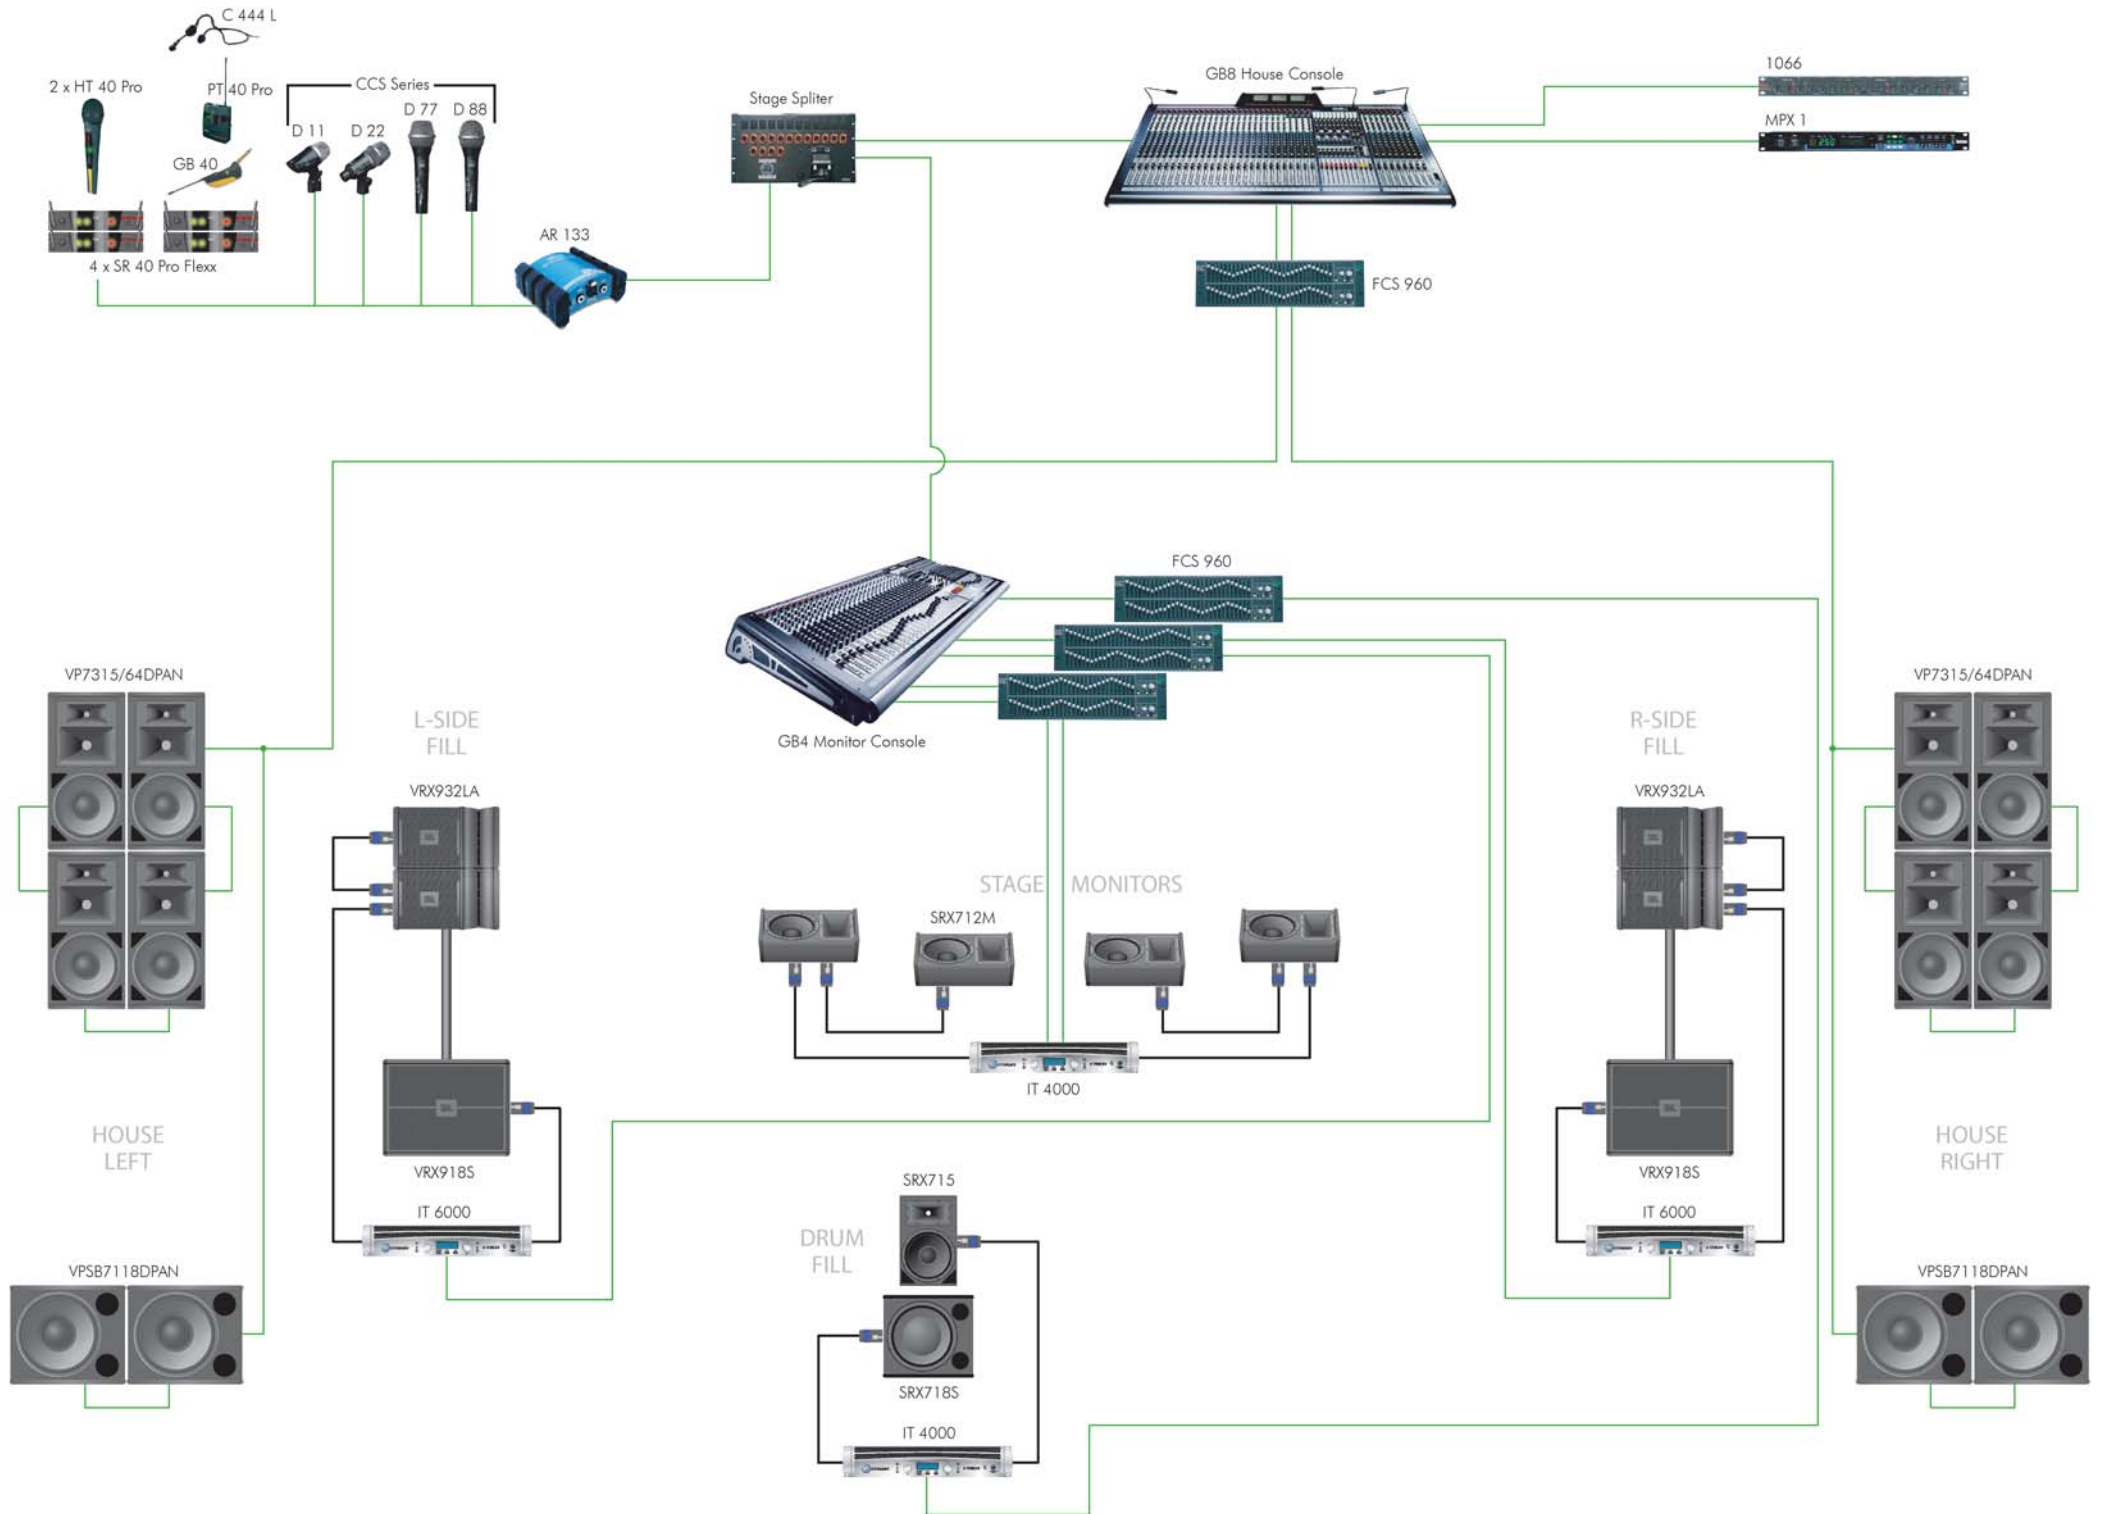 C 444 L
2 x HT 40 Pro
PT 40 Pro
CCS Series
D 11
D 22
D 77
D 88
GB 40
4 x SR 40 Pro Flexx
AR 133
Stage Spliter
GB8 House Console
1066
MPX 1
FCS 960
FCS 960
GB4 Monitor Console
VP7315/64DPAN
L-SIDE
FILL
VRX932LA
R-SIDE
FILL
VRX932LA
VP7315/64DPAN
STAGE MONITORS
SRX712M
IT 4000
HOUSE
LEFT
VRX918S
IT 6000
VPSB7118DPAN
DRUM
FILL
SRX715
SRX718S
IT 4000
VRX918S
IT 6000
HOUSE
RIGHT
VPSB7118DPAN